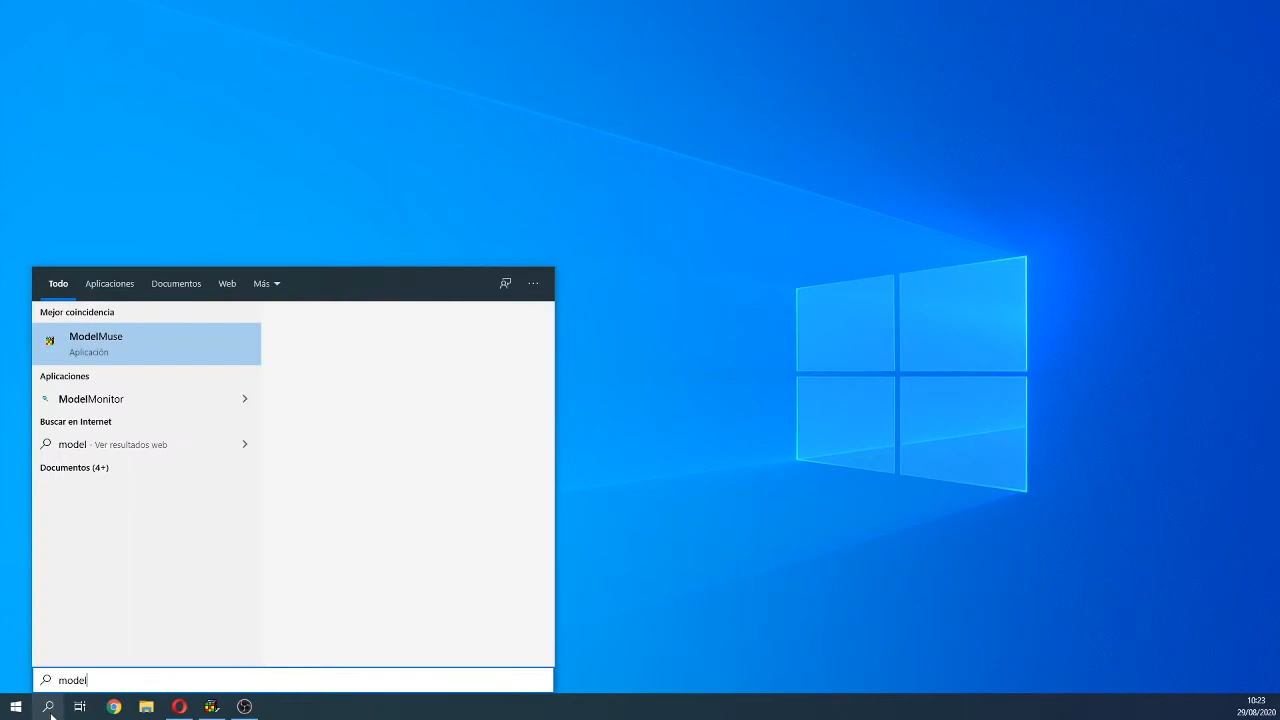 Todo Aplicaciones Documentos Web Más
Mejor coincidencia
ModelMuse
Aplicación
Aplicaciones
ModelMonitor
Buscar en Internet
model - Ver resultados web
Documentos (4+)
model
10:23
29/08/2020